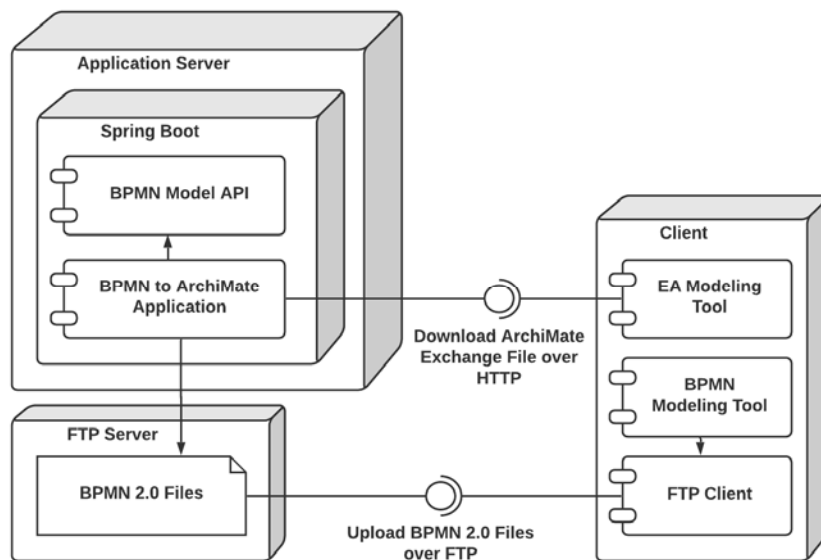 Application Server
Spring Boot
BPMN Model API
BPMN to ArchiMate
Application
Client
EA Modeling
Tool
Download ArchiMate
Exchange File over
HTTP
BPMN
Modeling Tool
FTP Server
BPMN 2.0 Files
FTP Client
Upload BPMN 2.0 Files
over FTP